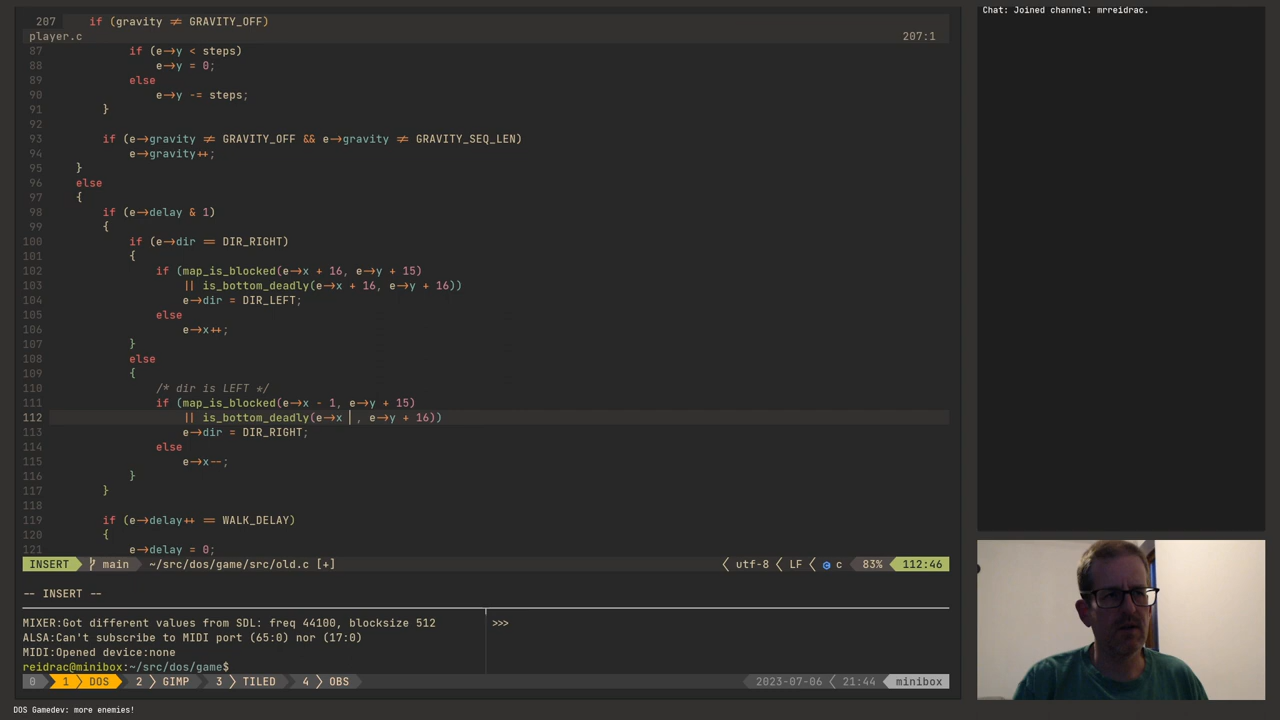 207     if (gravity ≠ GRAVITY_OFF)
player.c 207:1
87 if (e→y < steps)
88 e→y = 0;
89 else
90 e→y -= steps;
91 }
92
93 if (e→gravity ≠ GRAVITY_OFF && e→gravity ≠ GRAVITY_SEQ_LEN)
94 e→gravity++;
95 }
96 else
97 {
98 if (e→delay & 1)
99 {
100 if (e→dir == DIR_RIGHT)
101 {
102 if (map_is_blocked(e→x + 16, e→y + 15)
103 || is_bottom_deadly(e→x + 16, e→y + 16))
104 e→dir = DIR_LEFT;
105 else
106 e→x++;
107 }
108 else
109 {
110 /* dir is LEFT */
111 if (map_is_blocked(e→x - 1, e→y + 15)
112 || is_bottom_deadly(e→x , e→y + 16))
113 e→dir = DIR_RIGHT;
114 else
115 e→x--;
116 }
117 }
118
119 if (e→delay++ == WALK_DELAY)
120 {
121 e→delay = 0;
INSERT main ~/src/dos/game/src/old.c [+] utf-8 LF c 83% 112:46
-- INSERT --
MIXER:Got different values from SDL: freq 44100, blocksize 512
ALSA:Can't subscribe to MIDI port (65:0) nor (17:0)
MIDI:Opened device:none
reidrac@minibox:~/src/dos/game$
>>>
0 1 DOS 2 GIMP 3 TILED 4 OBS 2023-07-06 21:44 minibox
DOS Gamedev: more enemies!
Chat: Joined channel: mrreidrac.